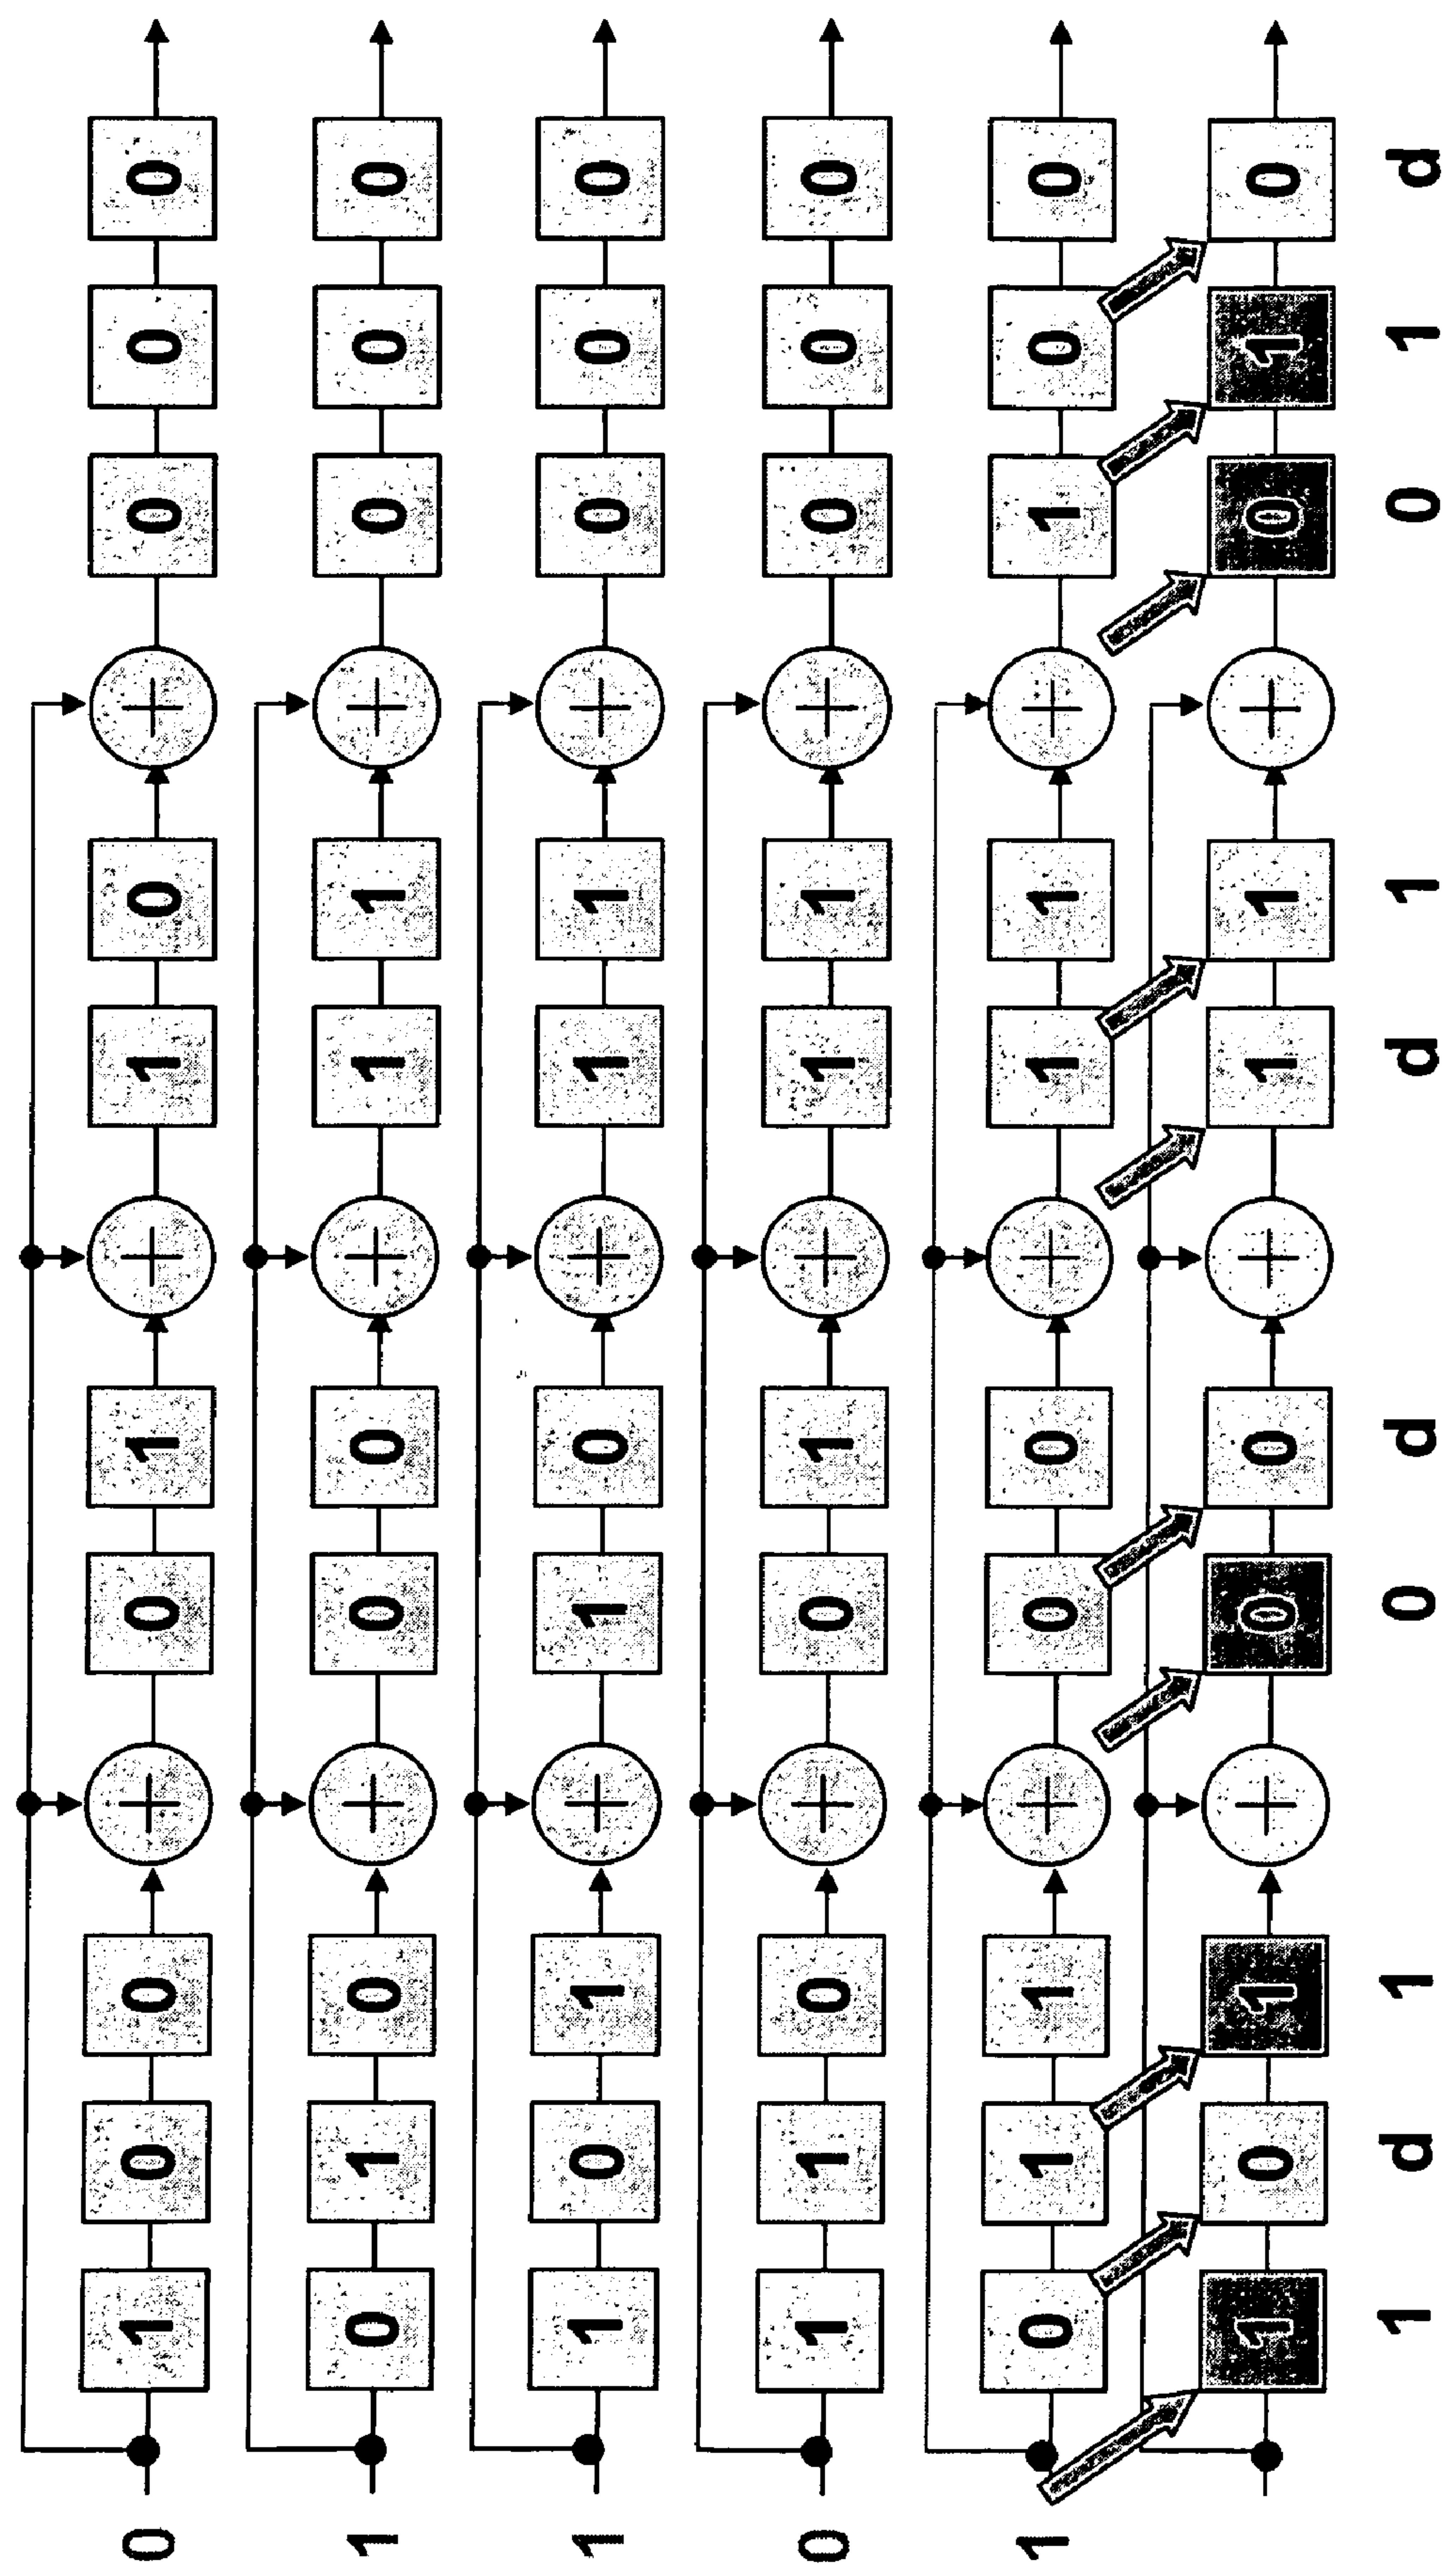 0 1 0 0 + 0 1 + 1 0 + 0 0 0
1 0 1 0 + 0 0 + 1 1 + 0 0 0
1 1 0 1 + 1 0 + 1 1 + 0 0 0
0 1 1 0 + 0 1 + 1 1 + 0 0 0
1 0 1 1 + 0 0 + 1 1 + 1 0 0
1 0 1 + 0 0 + 1 1 + 0 1 0
1 d 1 0 d d 1 0 1 d